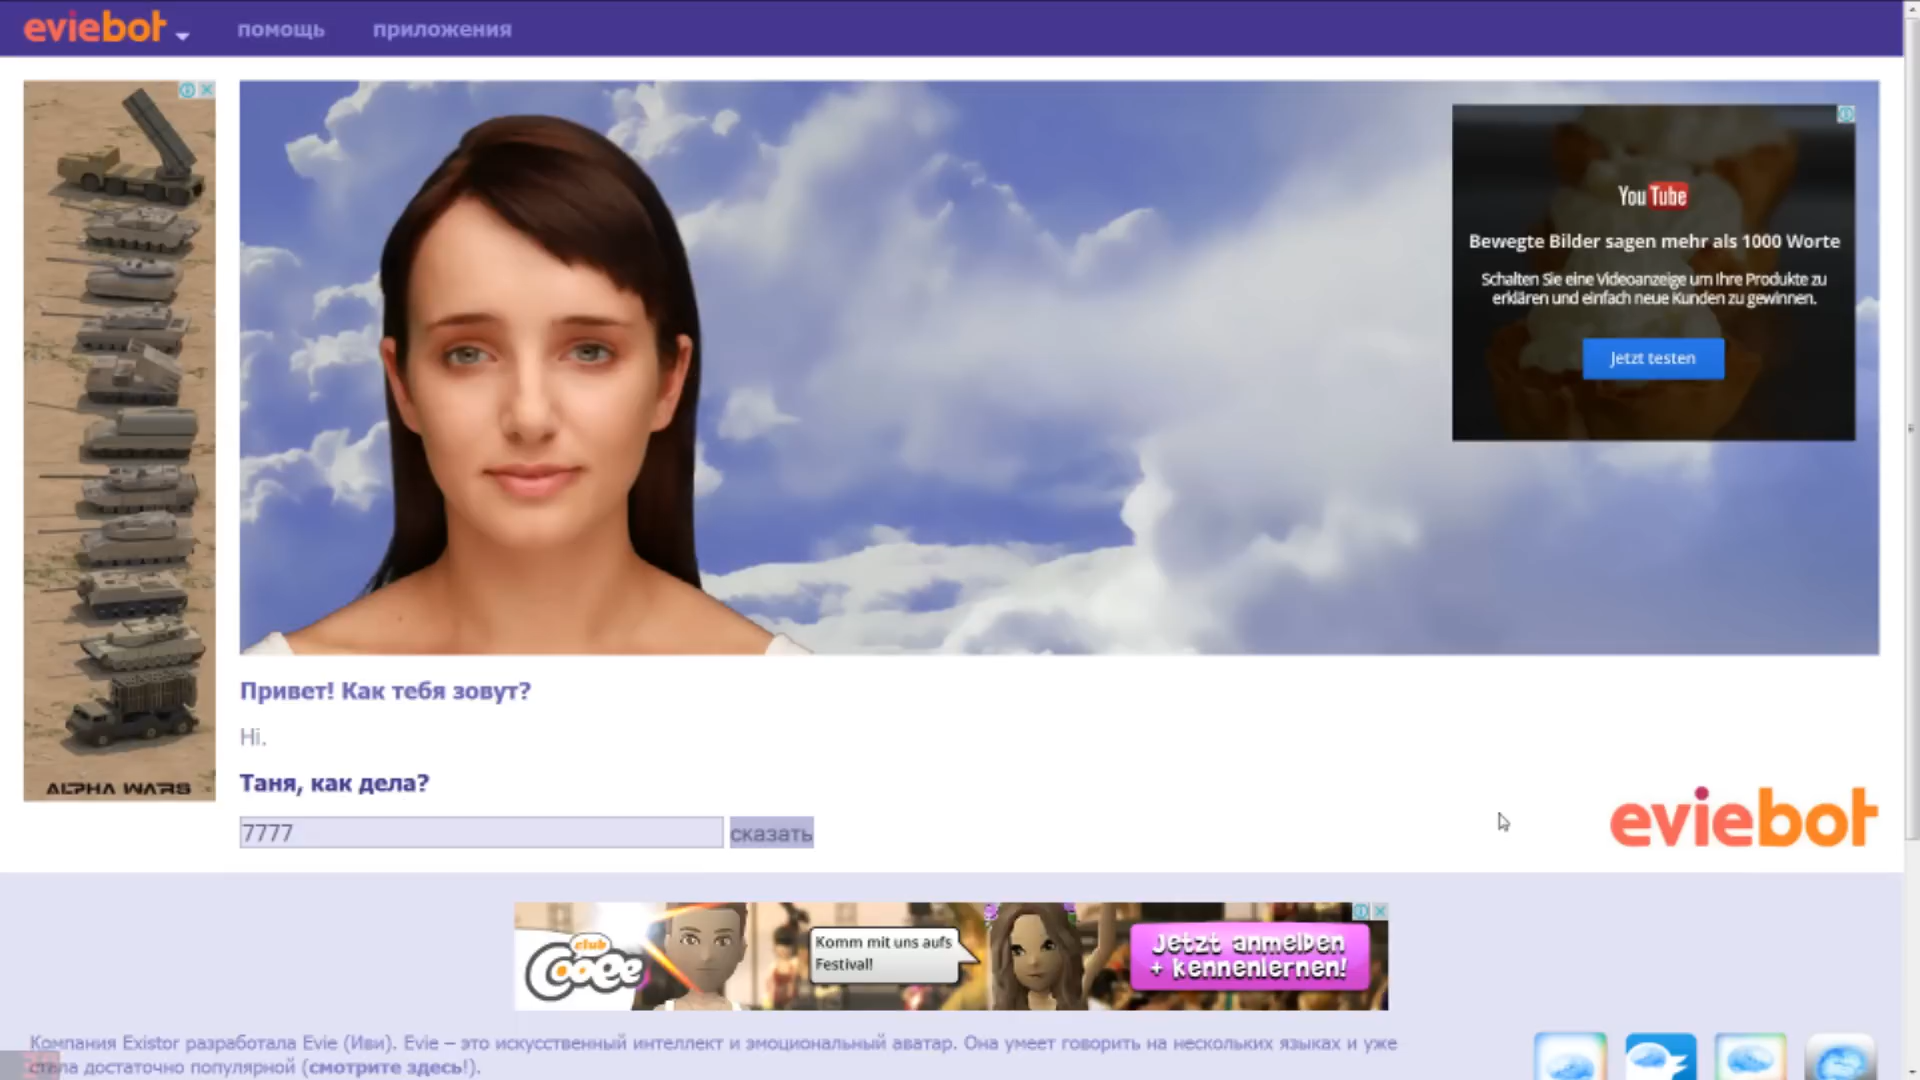 eviebot
помощь
приложения
YouTube
Bewegte Bilder sagen mehr als 1000 Worte
Schalten Sie eine Videoanzeige um Ihre Produkte zu
erklären und einfach neue Kunden zu gewinnen.
Jetzt testen
ALPHA WARS
Привет! Как тебя зовут?
Hi.
Таня, как дела?
7777
сказать
eviebot
club
Cooee
Komm mit uns aufs
Festival!
Jetzt anmelden
+ kennenlernen!
Компания Existor разработала Evie (Иви). Evie – это искусственный интеллект и эмоциональный аватар. Она умеет говорить на нескольких языках и уже
стала достаточно популярной (смотрите здесь!).